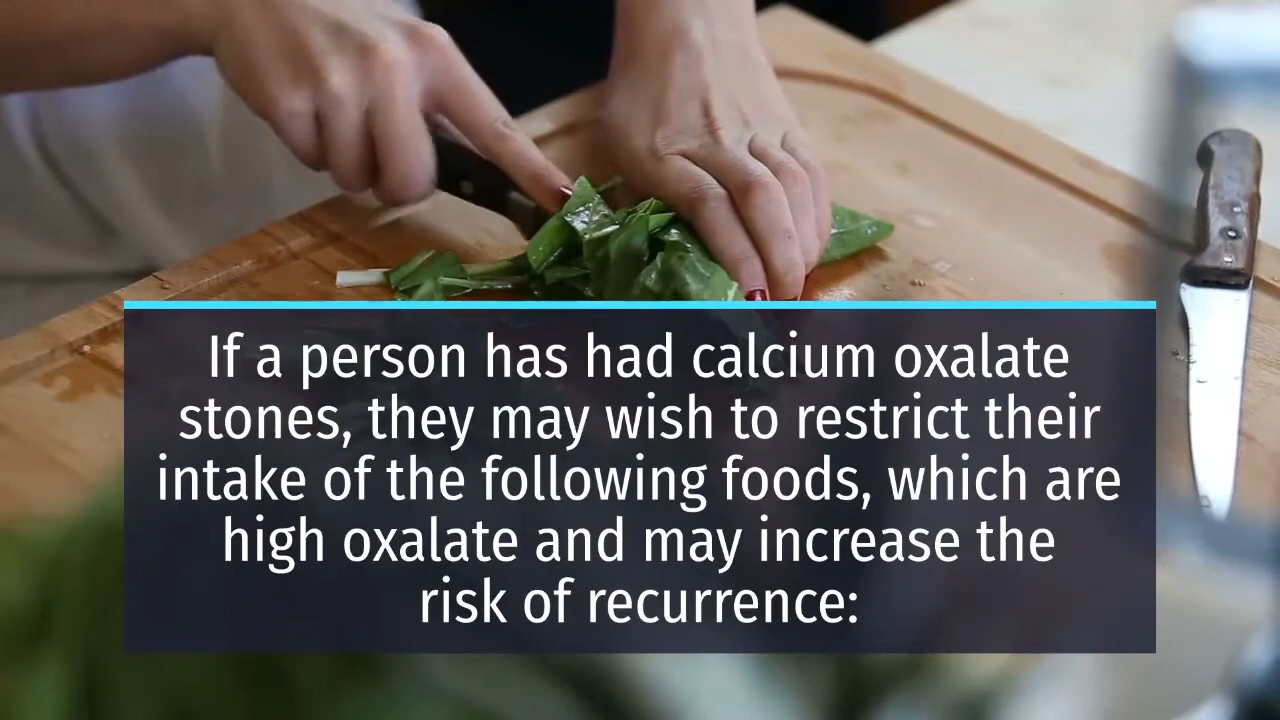 If a person has had calcium oxalate
stones, they may wish to restrict their
intake of the following foods, which are
high oxalate and may increase the
risk of recurrence: